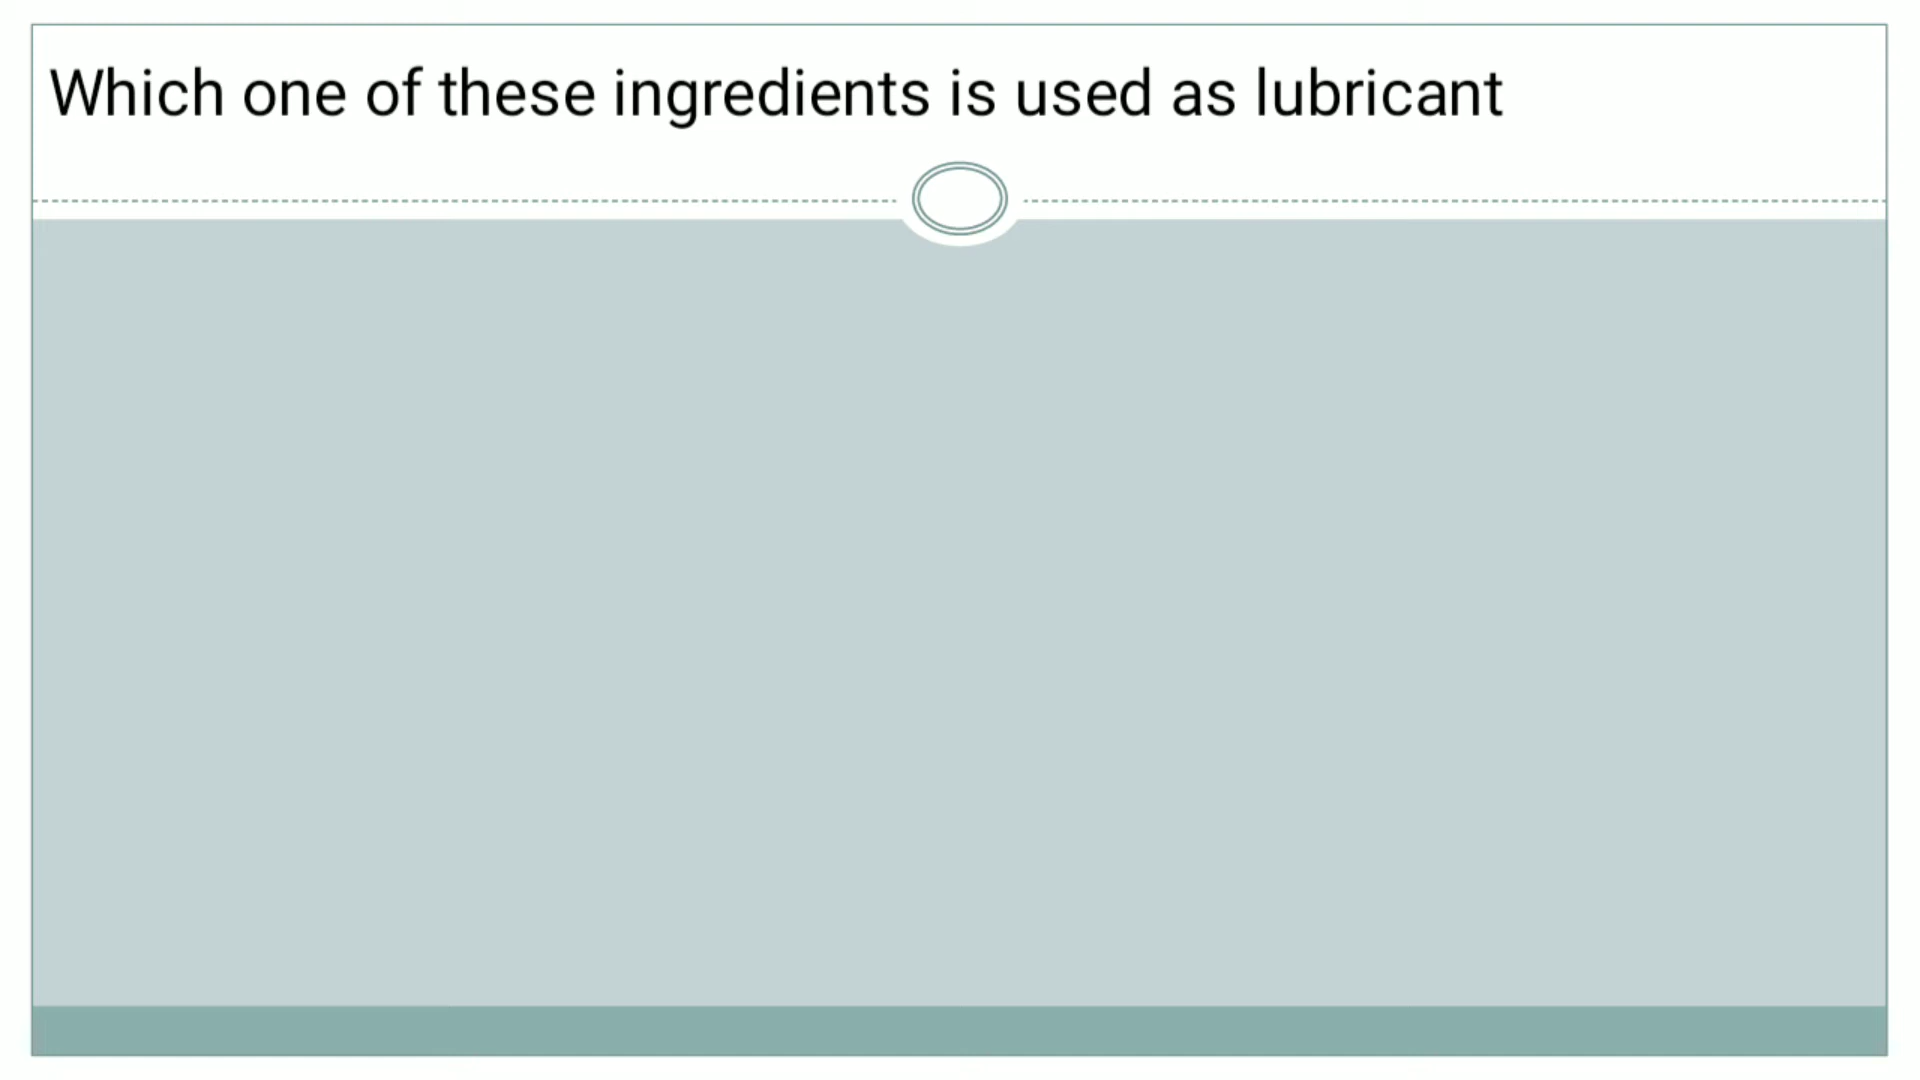 Which one of these ingredients is used as lubricant